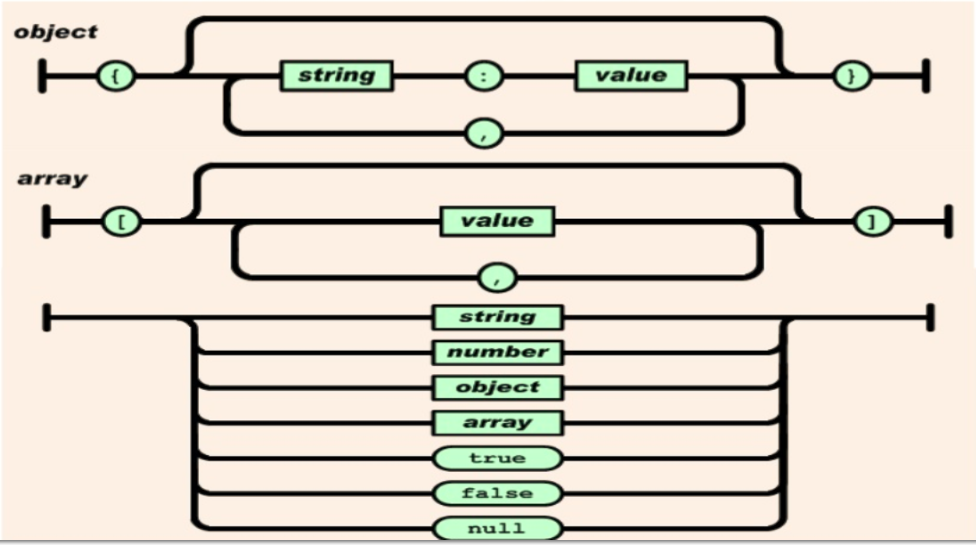 object
{ string : value }
,
array
[ value ]
,
string
number
object
array
true
false
null